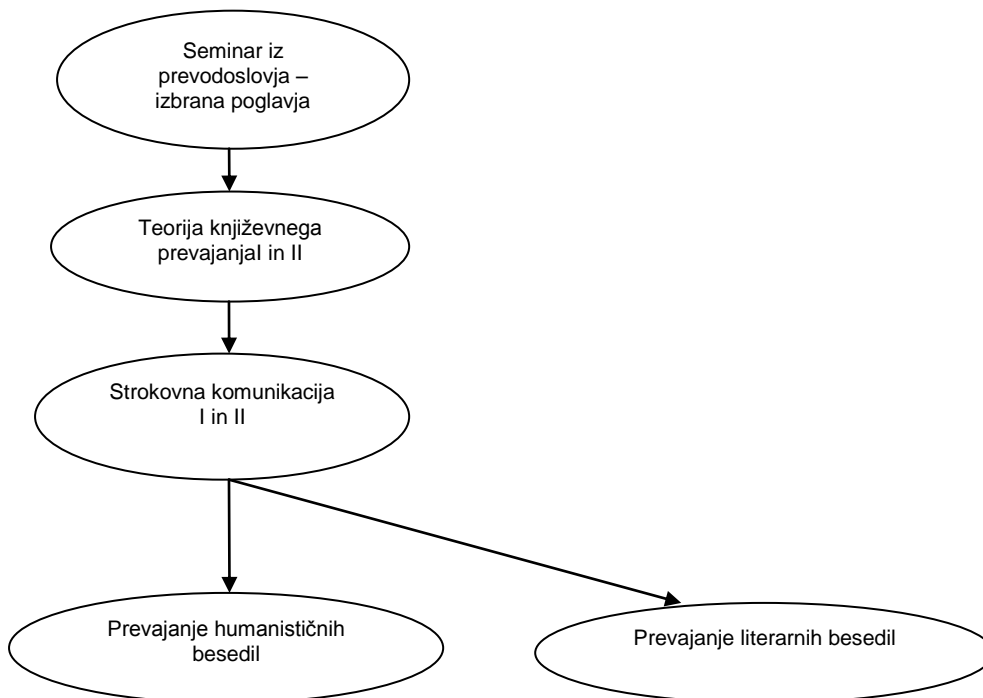 Seminar iz
prevodoslovja –
izbrana poglavja
Teorija književnega
prevajanjaI in II
Strokovna komunikacija
I in II
Prevajanje humanističnih
besedil
Prevajanje literarnih besedil